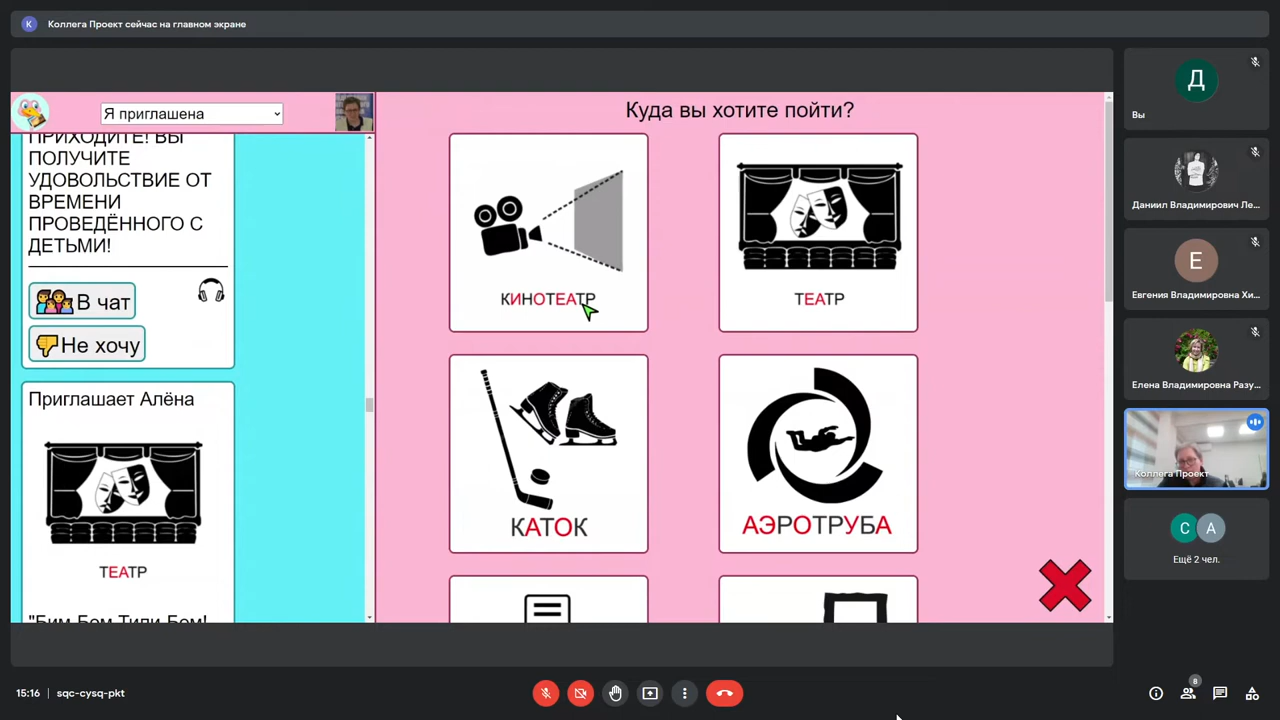 К
Коллега Проект сейчас на главном экране
Я приглашена
ПРИХОДИТЕ! ВЫ
ПОЛУЧИТЕ
УДОВОЛЬСТВИЕ ОТ
ВРЕМЕНИ
ПРОВЕДЁННОГО С
ДЕТЬМИ!
В чат
Не хочу
Приглашает Алёна
ТЕАТР
"Бим-Бом Тили-Бом!
Куда вы хотите пойти?
КИНОТЕАТР
ТЕАТР
КАТОК
АЭРОТРУБА
Д
Вы
Даниил Владимирович Ле...
Е
Евгения Владимировна Хи...
Елена Владимировна Разу...
Коллега Проект
С
А
Ещё 2 чел.
15:16
sqc-cysq-pkt
8